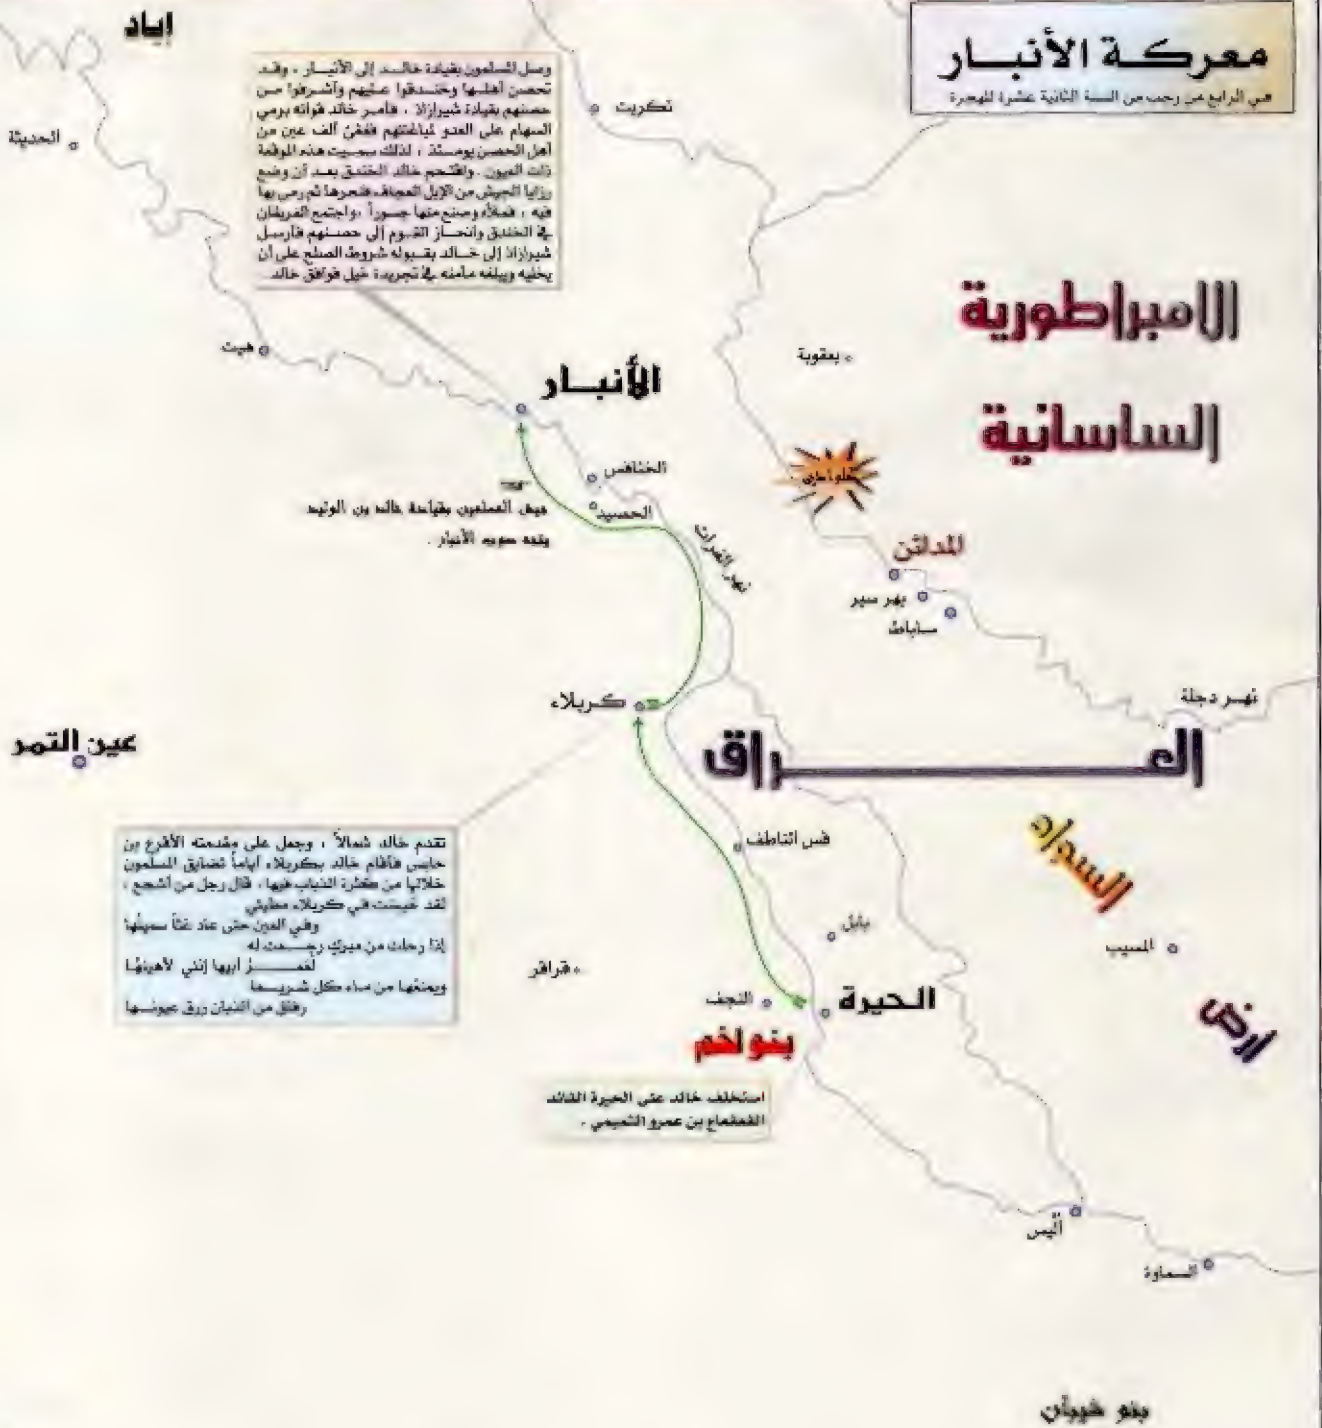 معركة الأنبار
في الرابع من رجب من السنة الثانية عشرة للهجرة
إياد
وصل المسلمون بقيادة خالد إلى الأنبار ، وقد
تحصن أهلها وخندقوا عليهم وأشرفوا من
حصنهم بقيادة شيرازاذ ، فأمر خالد قواته برمي
السهام على العدو لمباغتتهم ففقئ ألف عين من
أهل الحصن يومئذ ، لذلك سميت هذه الموقعة
ذات العيون . واقتحم خالد الخندق بعد أن وضع
رزايا الجيش من الإبل العجاف فنحرها ثم رمى بها
فيه ، فملأه وصنع منها جسوراً ، واجتمع الفريقان
في الخندق وانحاز القوم إلى حصنهم فأرسل
شيرازاذ إلى خالد بقبوله شروط الصلح على أن
يخليه ويبلغه مأمنه في تجريدة خيل فوافق خالد .
تكريت
الحديثة
الامبراطورية
الساسانية
هيت
بعقوبة
الأنبار
الخنافس
الحصيد
جيش المسلمين بقيادة خالد بن الوليد
يتجه صوب الأنبار .
نهر الفرات
المدائن
بهر سير
ساباط
نهر دجلة
كربلاء
العراق
عين التمر
السواد
قس الناطف
تقدم خالد شمالاً ، وجعل على مقدمته الأقرع بن
حابس فأقام خالد بكربلاء أياماً تضايق المسلمون
خلالها من كثرة الذباب فيها ، قال رجل من أشجع :
لقد حبست في كربلاء مطيتي
وفي العين حتى عاد غثاً سمينها
إذا رحلت من مبرك رجعت له
لعمر أبيها إنني لأهينها
ويمنعها من ماء كل شريعة
رفاق من الذبان زرق عيونها
بابل
المسيب
قراقر
النجف
الحيرة
أرض
بنو لخم
استخلف خالد على الحيرة القائد
القعقاع بن عمرو التميمي .
أليس
السماوة
بنو شيبان